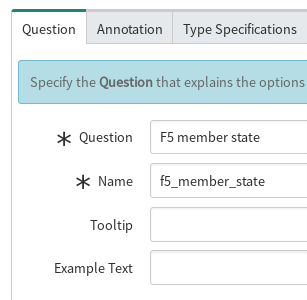 Question Annotation Type Specifications
Specify the Question that explains the options
* Question F5 member state
* Name f5_member_state
Tooltip
Example Text